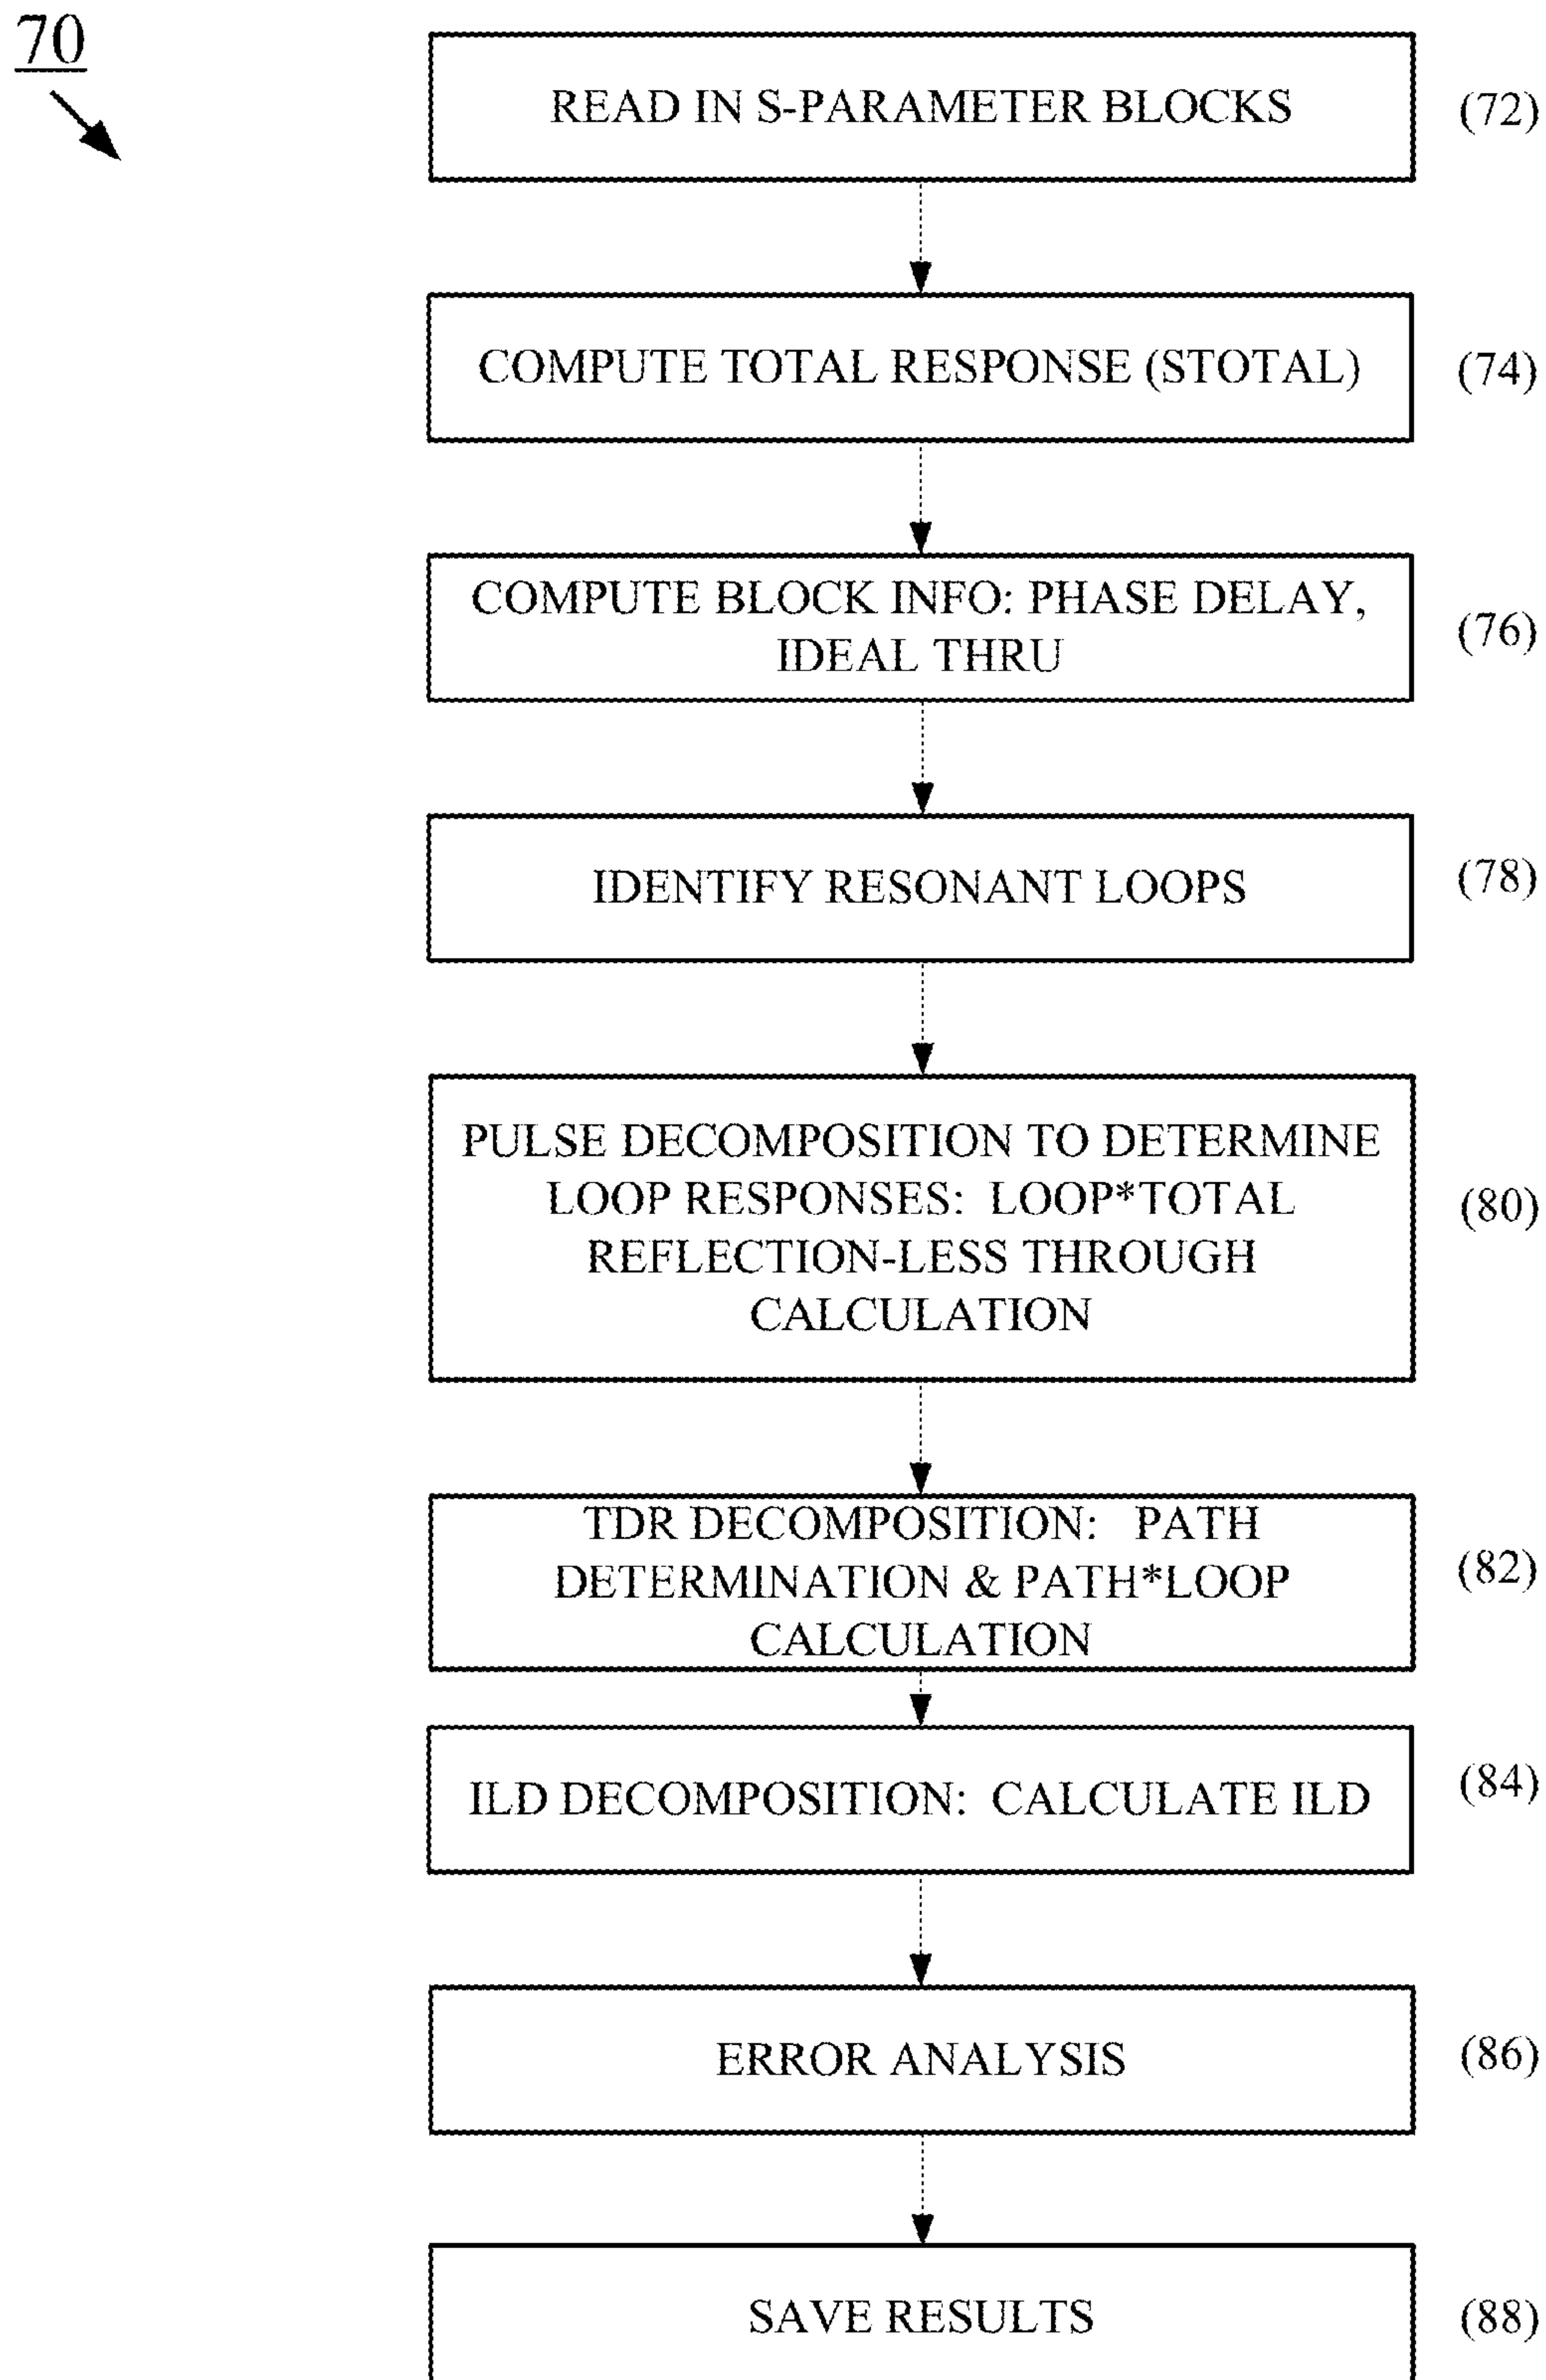 70
READ IN S-PARAMETER BLOCKS
(72)
COMPUTE TOTAL RESPONSE (STOTAL)
(74)
COMPUTE BLOCK INFO: PHASE DELAY,
IDEAL THRU
(76)
IDENTIFY RESONANT LOOPS
(78)
PULSE DECOMPOSITION TO DETERMINE
LOOP RESPONSES: LOOP*TOTAL
REFLECTION-LESS THROUGH
CALCULATION
(80)
TDR DECOMPOSITION: PATH
DETERMINATION & PATH*LOOP
CALCULATION
(82)
ILD DECOMPOSITION: CALCULATE ILD
(84)
ERROR ANALYSIS
(86)
SAVE RESULTS
(88)